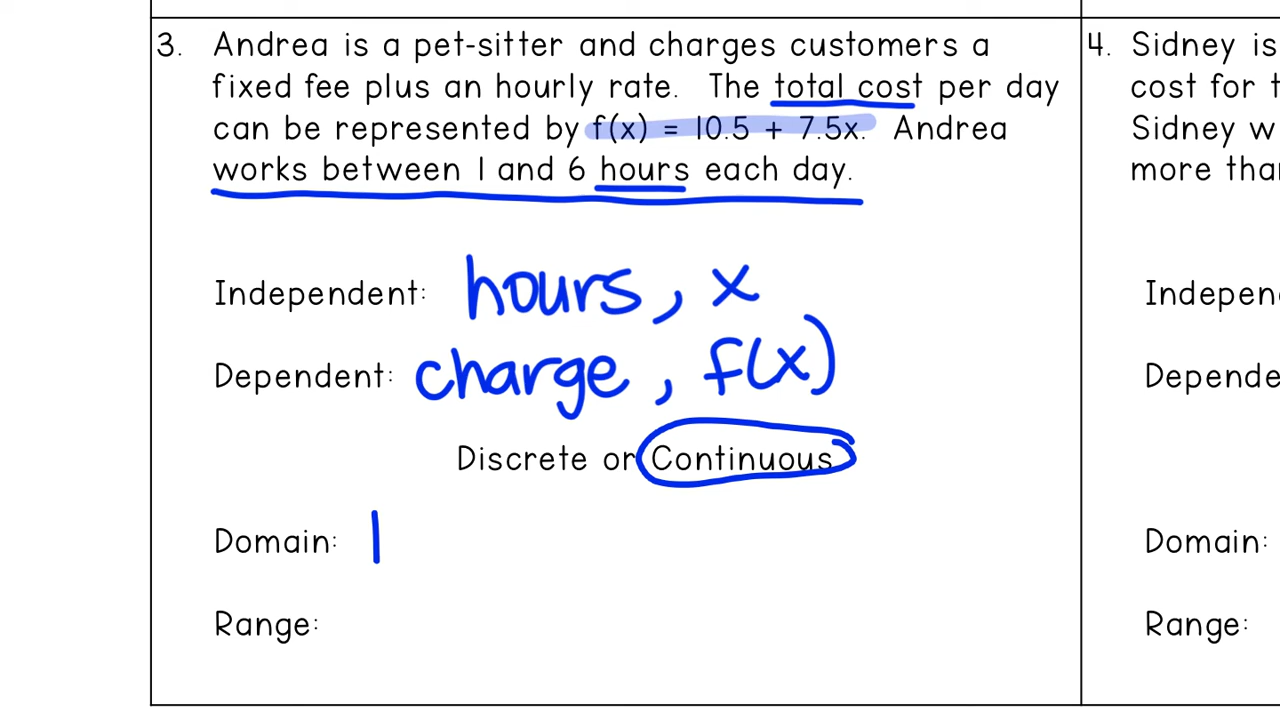 3. Andrea is a pet-sitter and charges customers a
fixed fee plus an hourly rate. The total cost per day
can be represented by f(x) = 10.5 + 7.5x. Andrea
works between 1 and 6 hours each day.
Independent: hours, x
Dependent: charge, f(x)
Discrete or Continuous
Domain: 1
Range:
4. Sidney is
cost for t
Sidney w
more tha
Indepen
Depende
Domain:
Range: